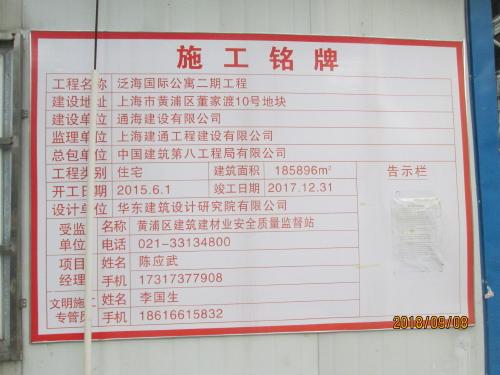 施工铭牌
工程名称 泛海国际公寓二期工程
建设地址 上海市黄浦区董家渡10号地块
建设单位 通海建设有限公司
监理单位 上海建通工程建设有限公司
总包单位 中国建筑第八工程局有限公司
工程类别 住宅 建筑面积 185896m² 告示栏
开工日期 2015.6.1 竣工日期 2017.12.31
设计单位 华东建筑设计研究院有限公司
受监 名称 黄浦区建筑建材业安全质量监督站
单位 电话 021-33134800
项目 姓名 陈应武
经理 手机 17317377908
文明施工 姓名 李国生
专管员 手机 18616615832
2018/09/08